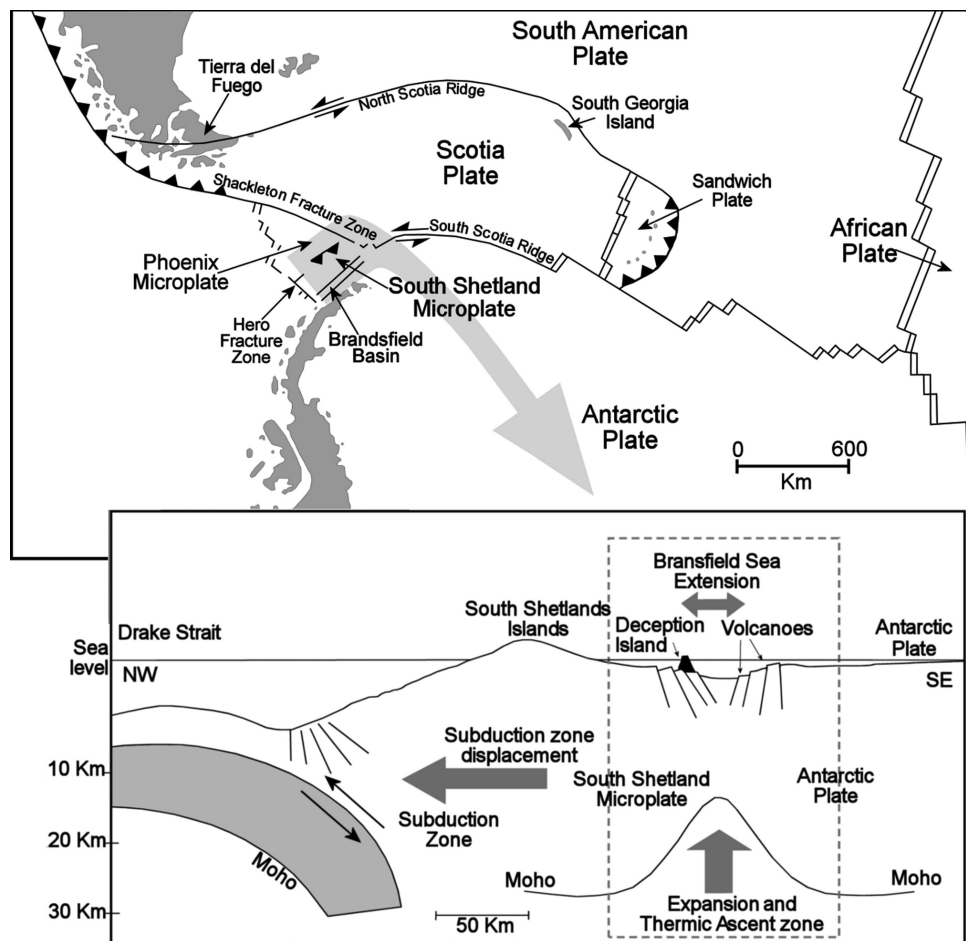 South American
Plate
Tierra del
Fuego
North Scotia Ridge
South Georgia
Island
Scotia
Plate
Sandwich
Plate
Shackleton Fracture Zone
South Scotia Ridge
African
Plate
Phoenix
Microplate
South Shetland
Microplate
Hero
Fracture
Zone
Brandsfield
Basin
Antarctic
Plate
0 600
Km
Bransfield Sea
Extension
South Shetlands
Islands
Deception
Island
Volcanoes
Antarctic
Plate
Drake Strait
Sea
level
NW
SE
Subduction zone
displacement
10 Km
South Shetland
Microplate
Antarctic
Plate
Subduction
Zone
20 Km
Moho
Moho
Moho
30 Km
50 Km
Expansion and
Thermic Ascent zone